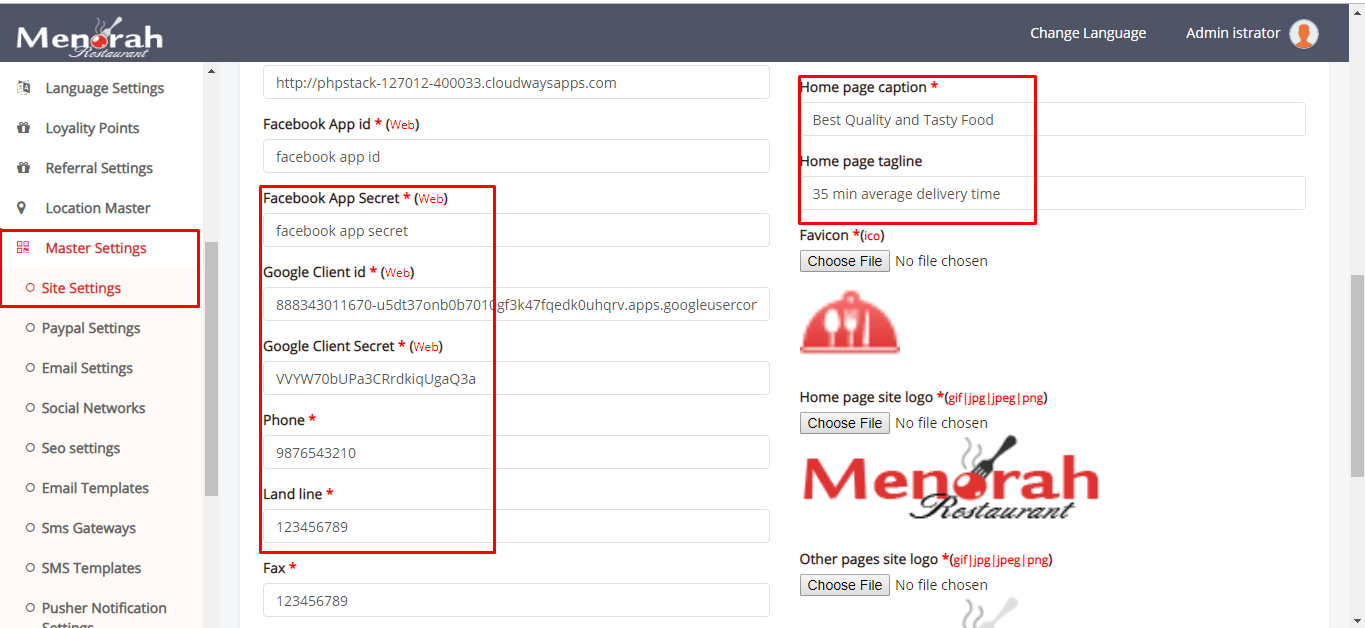 Menorah
Restaurant
Change Language
Admin istrator
Language Settings
Loyality Points
Referral Settings
Location Master
Master Settings
Site Settings
Paypal Settings
Email Settings
Social Networks
Seo settings
Email Templates
Sms Gateways
SMS Templates
Pusher Notification
Settings
http://phpstack-127012-400033.cloudwaysapps.com
Facebook App id * (Web)
facebook app id
Facebook App Secret * (Web)
facebook app secret
Google Client id * (Web)
888343011670-u5dt37onb0b7010gf3k47fqedk0uhqrv.apps.googleusercor
Google Client Secret * (Web)
VVYW70bUPa3CRrdkiqUgaQ3a
Phone *
9876543210
Land line *
123456789
Fax *
123456789
Home page caption *
Best Quality and Tasty Food
Home page tagline
35 min average delivery time
Favicon *(ico)
Choose File No file chosen
Home page site logo *(gif|jpg|jpeg|png)
Choose File No file chosen
Menorah
Restaurant
Other pages site logo *(gif|jpg|jpeg|png)
Choose File No file chosen